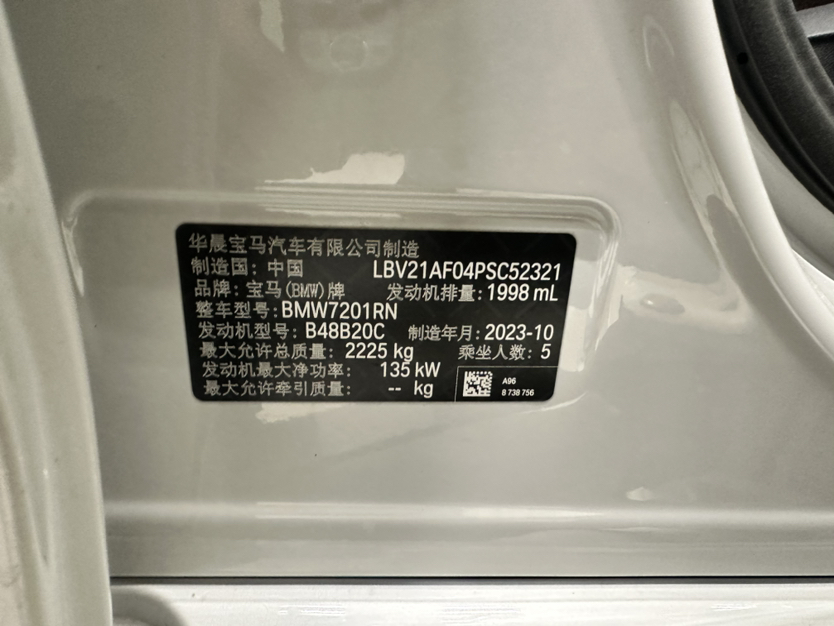 华晨宝马汽车有限公司制造
制造国：中国 LBV21AF04PSC52321
品牌：宝马(BMW)牌 发动机排量：1998 mL
整车型号：BMW7201RN
发动机型号：B48B20C 制造年月：2023-10
最大允许总质量：2225 kg 乘坐人数：5
发动机最大净功率：135 kW
最大允许牵引质量：-- kg
A96
8 738 756